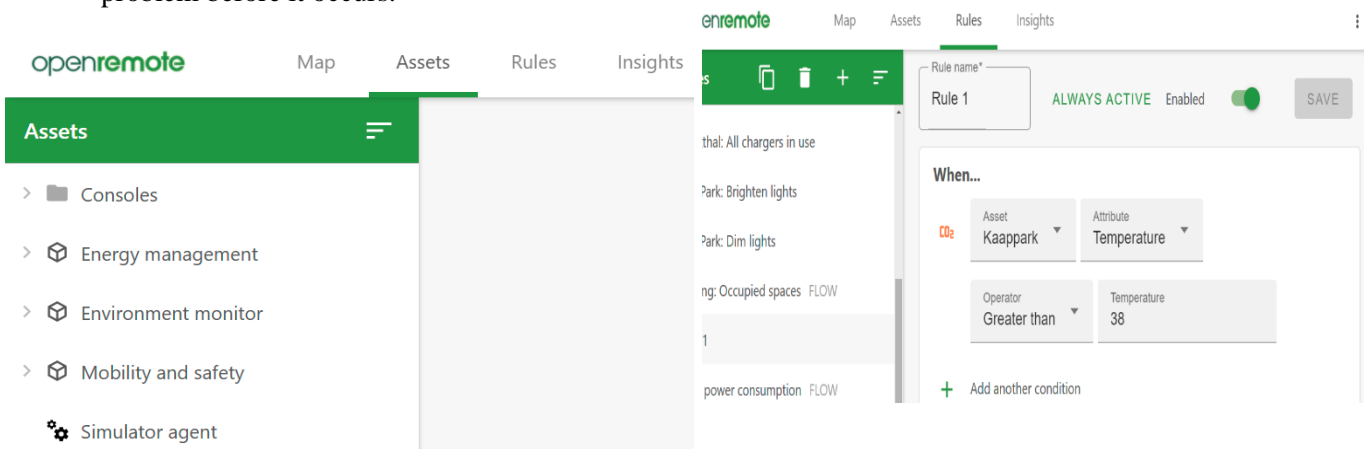 problem before it occurs.
openremote
Map
Assets
Rules
Insights
Assets
Consoles
Energy management
Environment monitor
Mobility and safety
Simulator agent
enremote
Map
Assets
Rules
Insights
es
thal: All chargers in use
Park: Brighten lights
Park: Dim lights
ng: Occupied spaces FLOW
1
power consumption FLOW
Rule name*
Rule 1
ALWAYS ACTIVE Enabled
SAVE
When...
CO₂
Asset
Kaappark
Attribute
Temperature
Operator
Greater than
Temperature
38
Add another condition